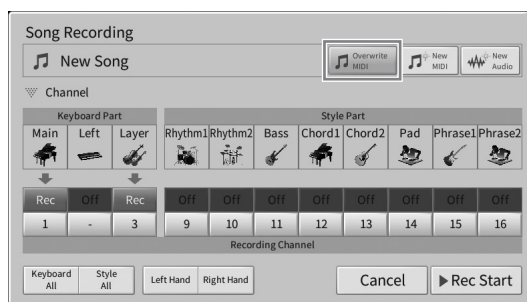 Song Recording
New Song
Overwrite MIDI
New MIDI
New Audio
Channel
Keyboard Part
Style Part
Main Left Layer Rhythm1 Rhythm2 Bass Chord1 Chord2 Pad Phrase1 Phrase2
Rec Off Rec Off Off Off Off Off Off Off Off
1 - 3 9 10 11 12 13 14 15 16
Recording Channel
Keyboard All
Style All
Left Hand
Right Hand
Cancel
Rec Start